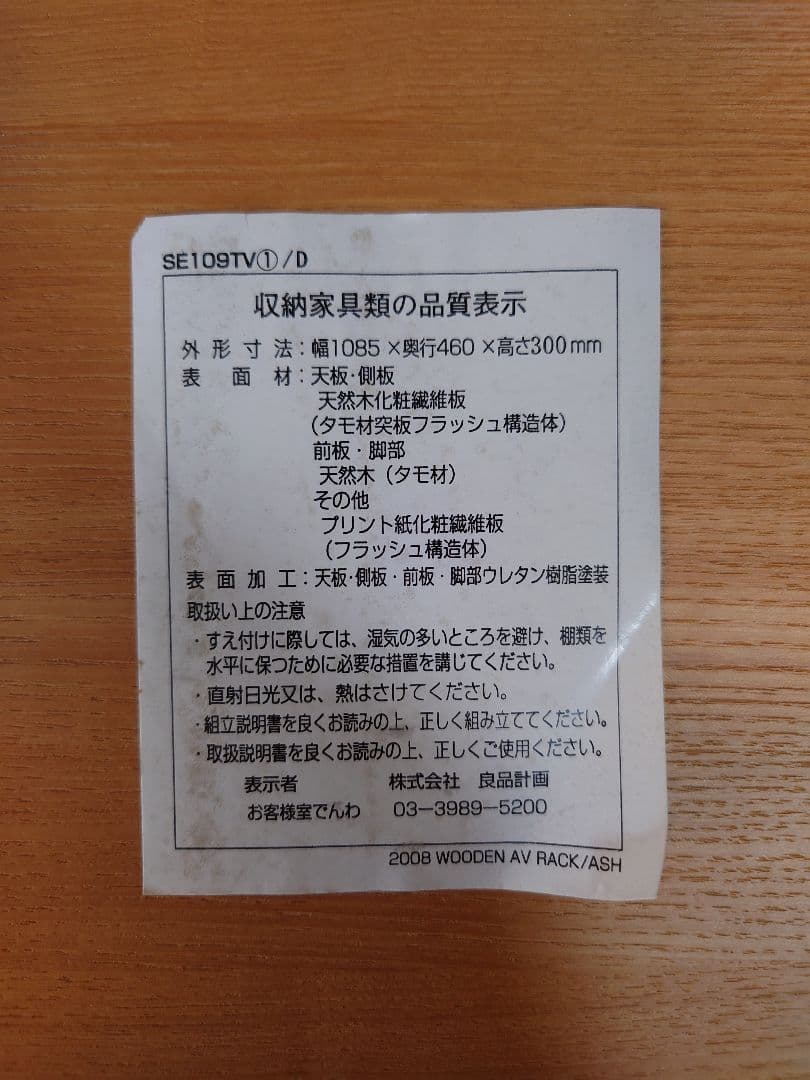 SE109TV①/D
収納家具類の品質表示
外形寸法:幅1085×奥行460×高さ300mm
表面材:天板・側板
天然木化粧繊維板
(タモ材突板フラッシュ構造体)
前板・脚部
天然木(タモ材)
その他
プリント紙化粧繊維板
(フラッシュ構造体)
表面加工:天板・側板・前板・脚部ウレタン樹脂塗装
取扱い上の注意
・すえ付けに際しては、湿気の多いところを避け、棚類を
水平に保つために必要な措置を講じてください。
・直射日光又は、熱はさけてください。
・組立説明書を良くお読みの上、正しく組み立ててください。
・取扱説明書を良くお読みの上、正しくご使用ください。
表示者 株式会社 良品計画
お客様室でんわ 03-3989-5200
2008 WOODEN AV RACK/ASH